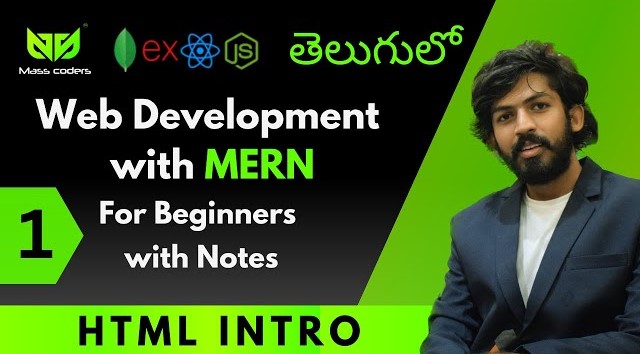 Mass coders
®
ex
JS
తెలుగులో
Web Development
with MERN
1
For Beginners
with Notes
HTML INTRO